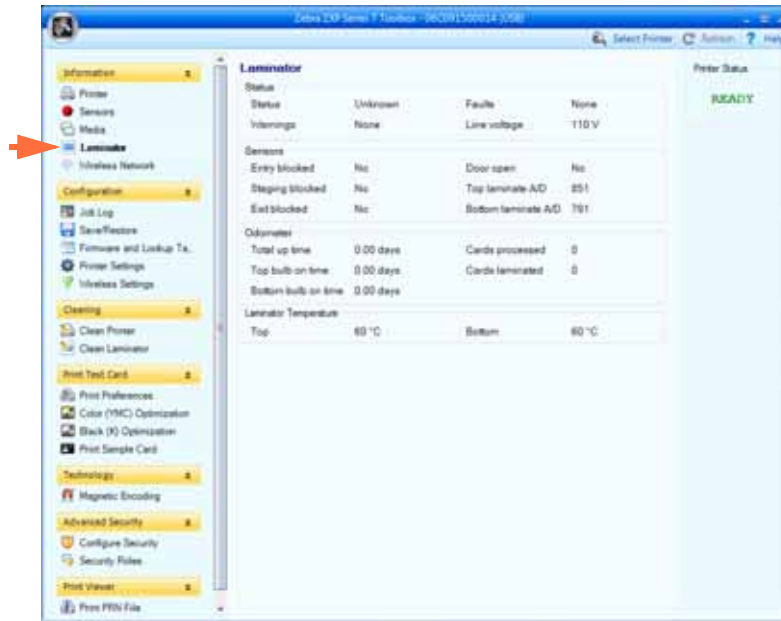 Zebra ZXP Series 7 Toolbox - 06C091500014 (USB)
Select Printer Refresh ? Help
Information
Printer
Sensors
Media
Laminator
Wireless Network
Configuration
Job Log
Save/Restore
Firmware and Lookup Ta..
Printer Settings
Wireless Settings
Cleaning
Clean Printer
Clean Laminator
Print Test Card
Print Preferences
Color (YMC) Optimization
Black (K) Optimization
Print Sample Card
Technology
Magnetic Encoding
Advanced Security
Configure Security
Security Roles
Print Viewer
Print PRN File
Laminator
Status
Status Unknown Faults None
Warnings None Line voltage 110 V
Sensors
Entry blocked No Door open No
Staging blocked No Top laminate A/D 851
Exit blocked No Bottom laminate A/D 781
Odometer
Total up time 0.00 days Cards processed 0
Top bulb on time 0.00 days Cards laminated 0
Bottom bulb on time 0.00 days
Laminator Temperature
Top 60 °C Bottom 60 °C
Printer Status
READY